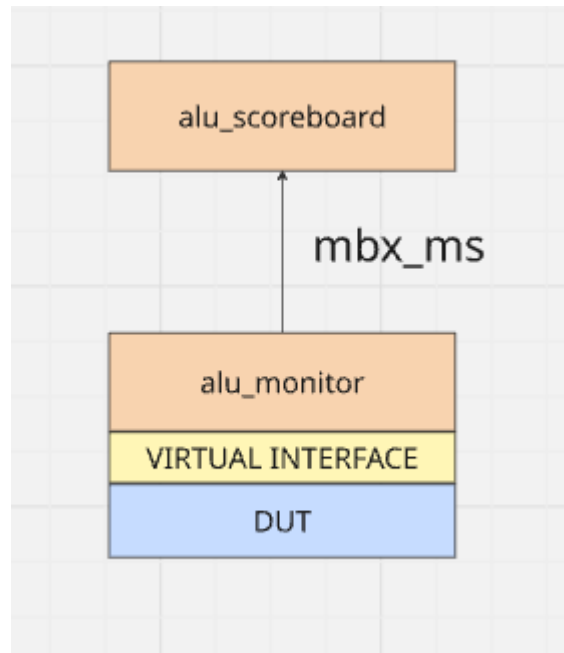 alu_scoreboard
mbx_ms
alu_monitor
VIRTUAL INTERFACE
DUT